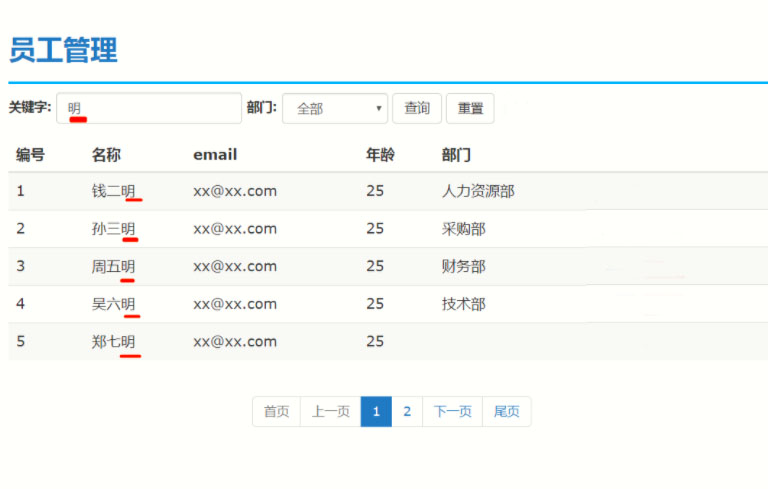 员工管理
关键字: 明 部门: 全部 查询 重置
编号 名称 email 年龄 部门
1 钱二明 xx@xx.com 25 人力资源部
2 孙三明 xx@xx.com 25 采购部
3 周五明 xx@xx.com 25 财务部
4 吴六明 xx@xx.com 25 技术部
5 郑七明 xx@xx.com 25
首页 上一页 1 2 下一页 尾页